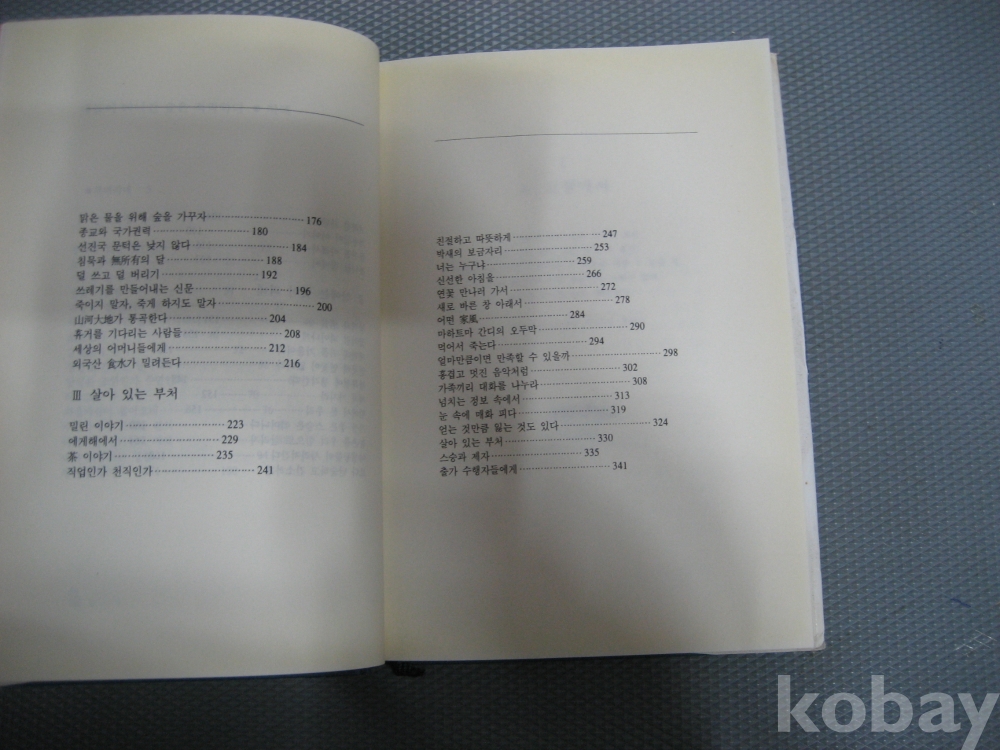 맑은 물을 위해 숲을 가꾸자 176
종교와 국가권력 180
선진국 문턱은 낮지 않다 184
침묵과 無所有의 달 188
덜 쓰고 덜 버리기 192
쓰레기를 만들어내는 신문 196
죽이지 말자, 죽게 하지도 말자 200
山河大地가 통곡한다 204
휴거를 기다리는 사람들 208
세상의 어머니들에게 212
외국산 食水가 밀려든다 216
Ⅲ 살아 있는 부처
밀린 이야기 223
에게해에서 229
茶 이야기 235
직업인가 천직인가 241
친절하고 따뜻하게 247
박새의 보금자리 253
너는 누구냐 259
신선한 아침을 266
연꽃 만나러 가서 272
새로 바른 창 아래서 278
어떤 家風 284
마하트마 간디의 오두막 290
먹어서 죽는다 294
얼마만큼이면 만족할 수 있을까 298
흥겹고 멋진 음악처럼 302
가족끼리 대화를 나누라 308
넘치는 정보 속에서 313
눈 속에 매화 피다 319
얻는 것만큼 잃는 것도 있다 324
살아 있는 부처 330
스승과 제자 335
출가 수행자들에게 341
kobay